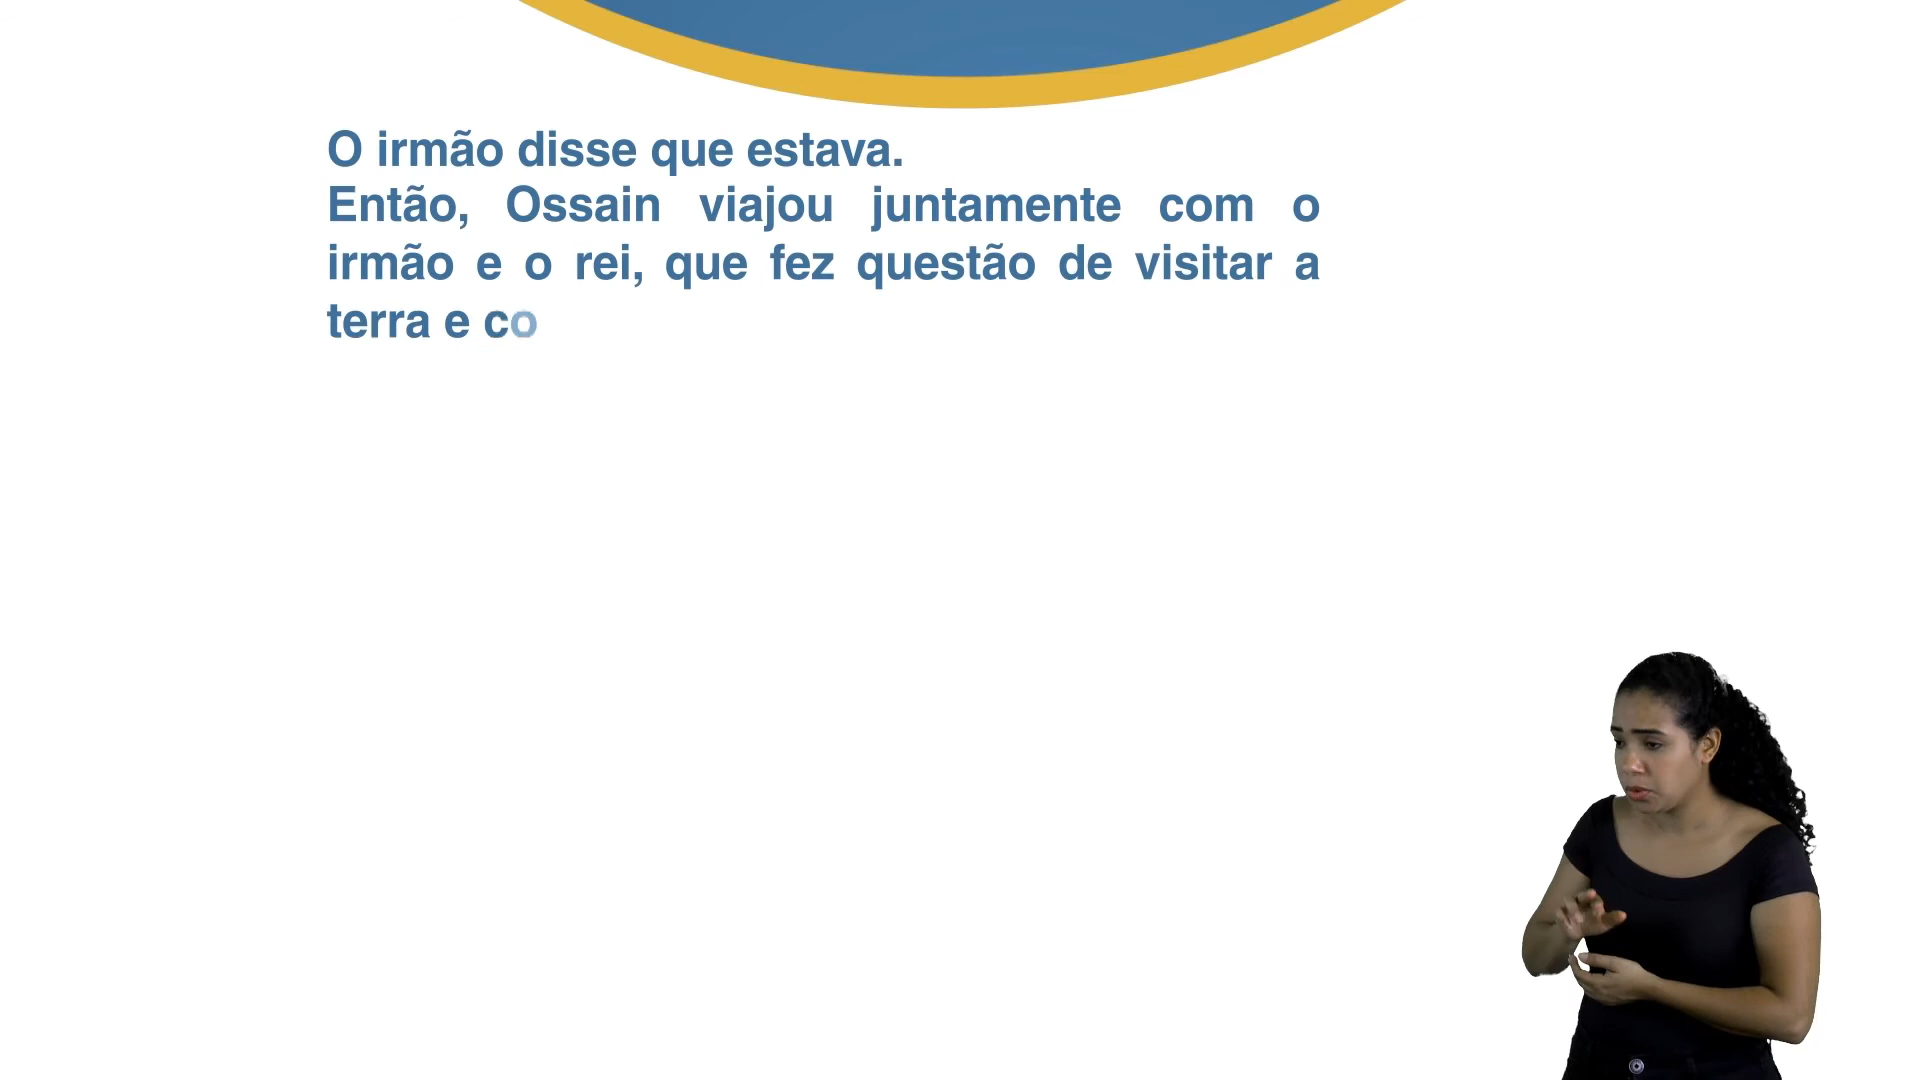 O irmão disse que estava.
Então, Ossain viajou juntamente com o
irmão e o rei, que fez questão de visitar a
terra e co